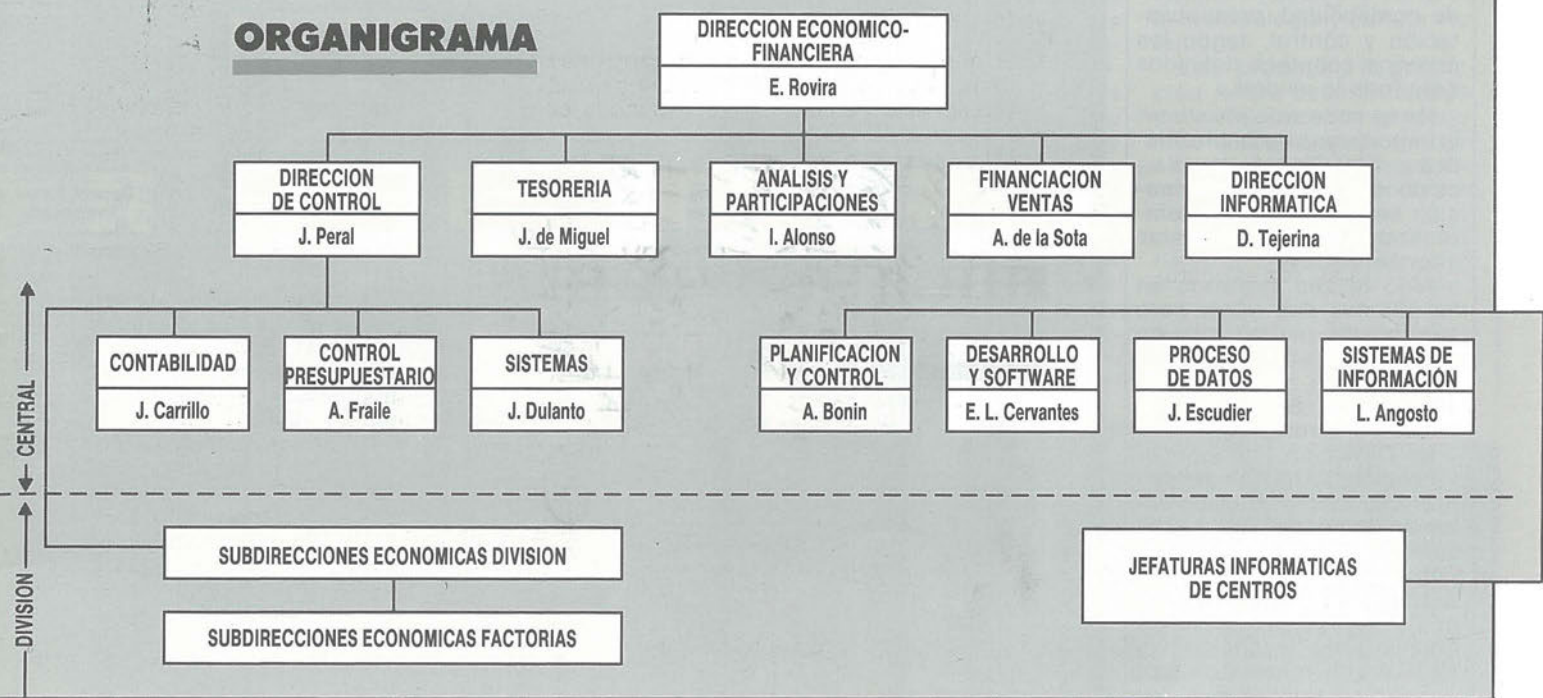 ORGANIGRAMA
DIRECCION ECONOMICO-
FINANCIERA
E. Rovira
DIRECCION
DE CONTROL
J. Peral
TESORERIA
J. de Miguel
ANALISIS Y
PARTICIPACIONES
I. Alonso
FINANCIACION
VENTAS
A. de la Sota
DIRECCION
INFORMATICA
D. Tejerina
CENTRAL
CONTABILIDAD
J. Carrillo
CONTROL
PRESUPUESTARIO
A. Fraile
SISTEMAS
J. Dulanto
PLANIFICACION
Y CONTROL
A. Bonin
DESARROLLO
Y SOFTWARE
E. L. Cervantes
PROCESO
DE DATOS
J. Escudier
SISTEMAS DE
INFORMACIÓN
L. Angosto
DIVISION
SUBDIRECCIONES ECONOMICAS DIVISION
SUBDIRECCIONES ECONOMICAS FACTORIAS
JEFATURAS INFORMATICAS
DE CENTROS